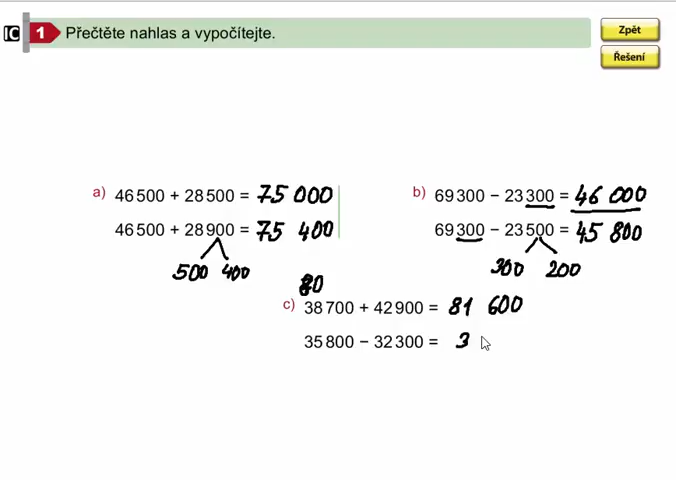 IC 1 Přečtěte nahlas a vypočítejte.
Zpět
Řešení
a) 46 500 + 28 500 = 75 000
46 500 + 28 900 = 75 400
500 400
b) 69 300 − 23 300 = 46 000
69 300 − 23 500 = 45 800
300 200
c) 38 700 + 42 900 = 81 600
35 800 − 32 300 = 3